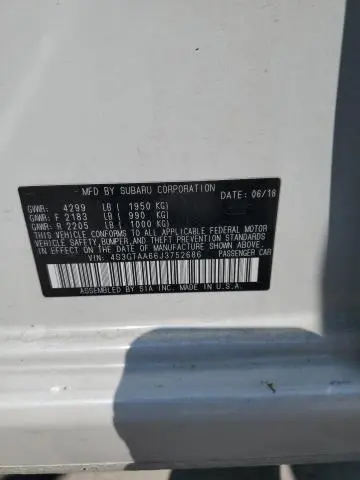 MFD BY SUBARU CORPORATION DATE: 06/18
GVWR: 4299 LB ( 1950 KG)
GAWR: F 2183 LB ( 990 KG)
GAWR: R 2205 LB ( 1000 KG)
THIS VEHICLE CONFORMS TO ALL APPLICABLE FEDERAL MOTOR
VEHICLE SAFETY, BUMPER, AND THEFT PREVENTION STANDARDS
IN EFFECT ON THE DATE OF MANUFACTURE SHOWN ABOVE.
VIN: 4S3GTAA66J3752686 PASSENGER CAR
ASSEMBLED BY SIA INC. MADE IN U.S.A.